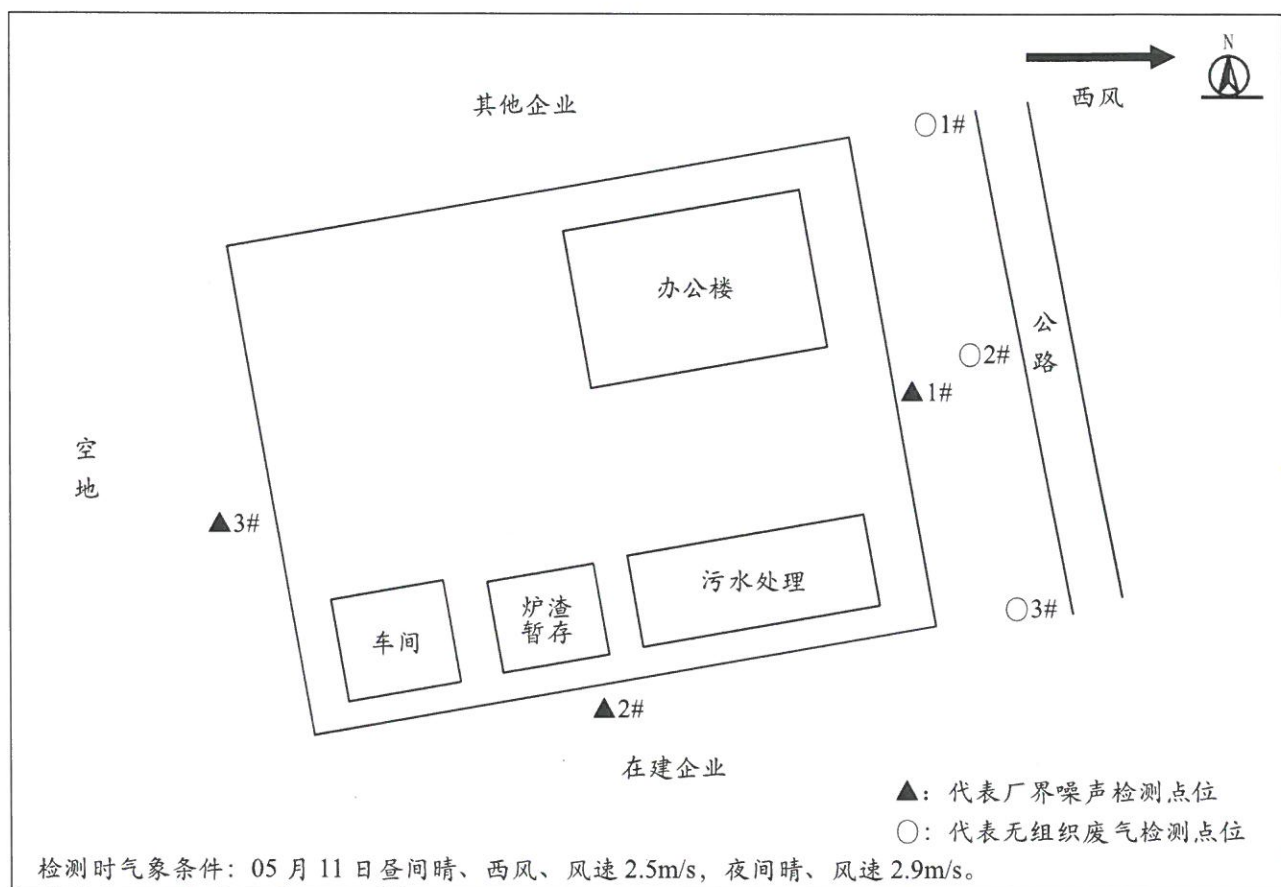 N
西风
其他企业
○1#
办公楼
公
路
○2#
▲1#
空
地
▲3#
污水处理
炉渣
暂存
车间
○3#
▲2#
在建企业
▲：代表厂界噪声检测点位
○：代表无组织废气检测点位
检测时气象条件：05 月 11 日昼间晴、西风、风速 2.5m/s，夜间晴、风速 2.9m/s。